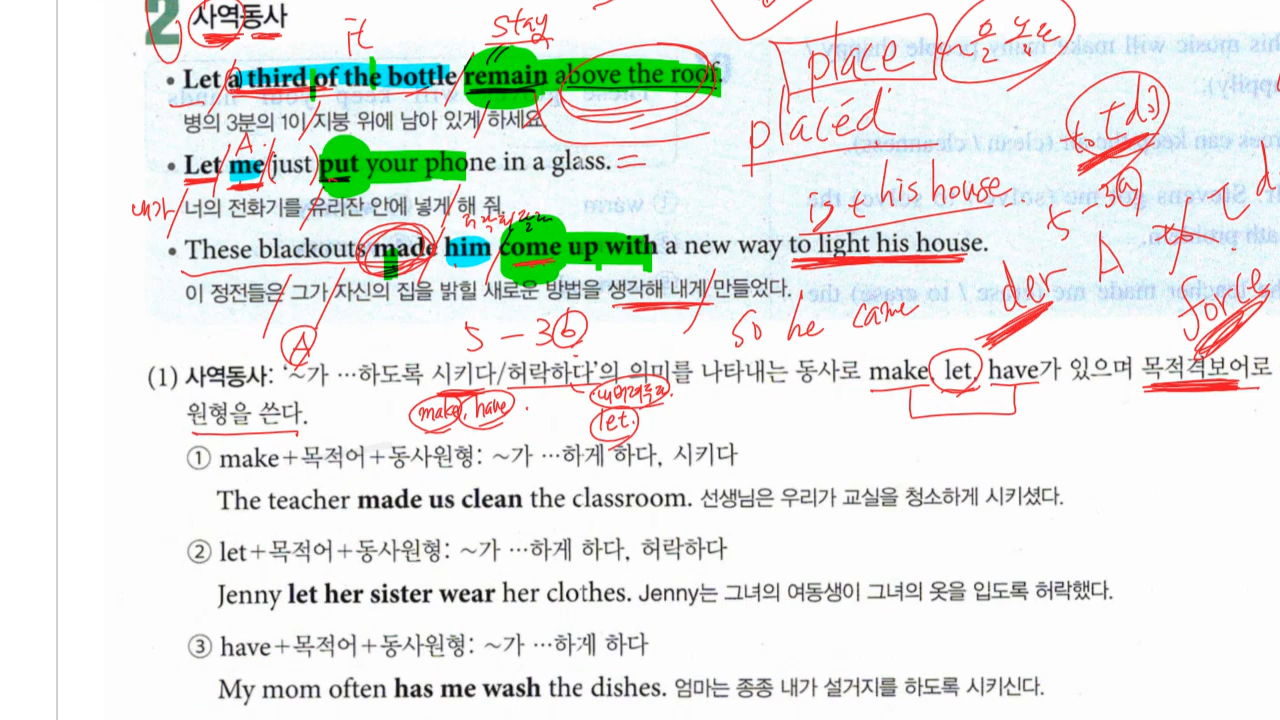 2 사역동사
it
stay
place
placed
• Let a third of the bottle remain above the roof.
병의 3분의 1이 지붕 위에 남아 있게 하세요.
A
• Let me just put your phone in a glass.
내가
너의 전화기를 유리잔 안에 넣게 해 줘.
his house
5 - 3a
• These blackouts made him come up with a new way to light his house.
이 정전들은 그가 자신의 집을 밝힐 새로운 방법을 생각해 내게 만들었다.
A
force
A
5 - 3b
so he came
(1) 사역동사: '~가 …하도록 시키다/허락하다'의 의미를 나타내는 동사로 make, let, have가 있으며 목적격보어로
원형을 쓴다.
make, have.
let.
① make+목적어+동사원형: ~가 …하게 하다, 시키다
The teacher made us clean the classroom. 선생님은 우리가 교실을 청소하게 시키셨다.
② let+목적어+동사원형: ~가 …하게 하다, 허락하다
Jenny let her sister wear her clothes. Jenny는 그녀의 여동생이 그녀의 옷을 입도록 허락했다.
③ have+목적어+동사원형: ~가 …하게 하다
My mom often has me wash the dishes. 엄마는 종종 내가 설거지를 하도록 시키신다.